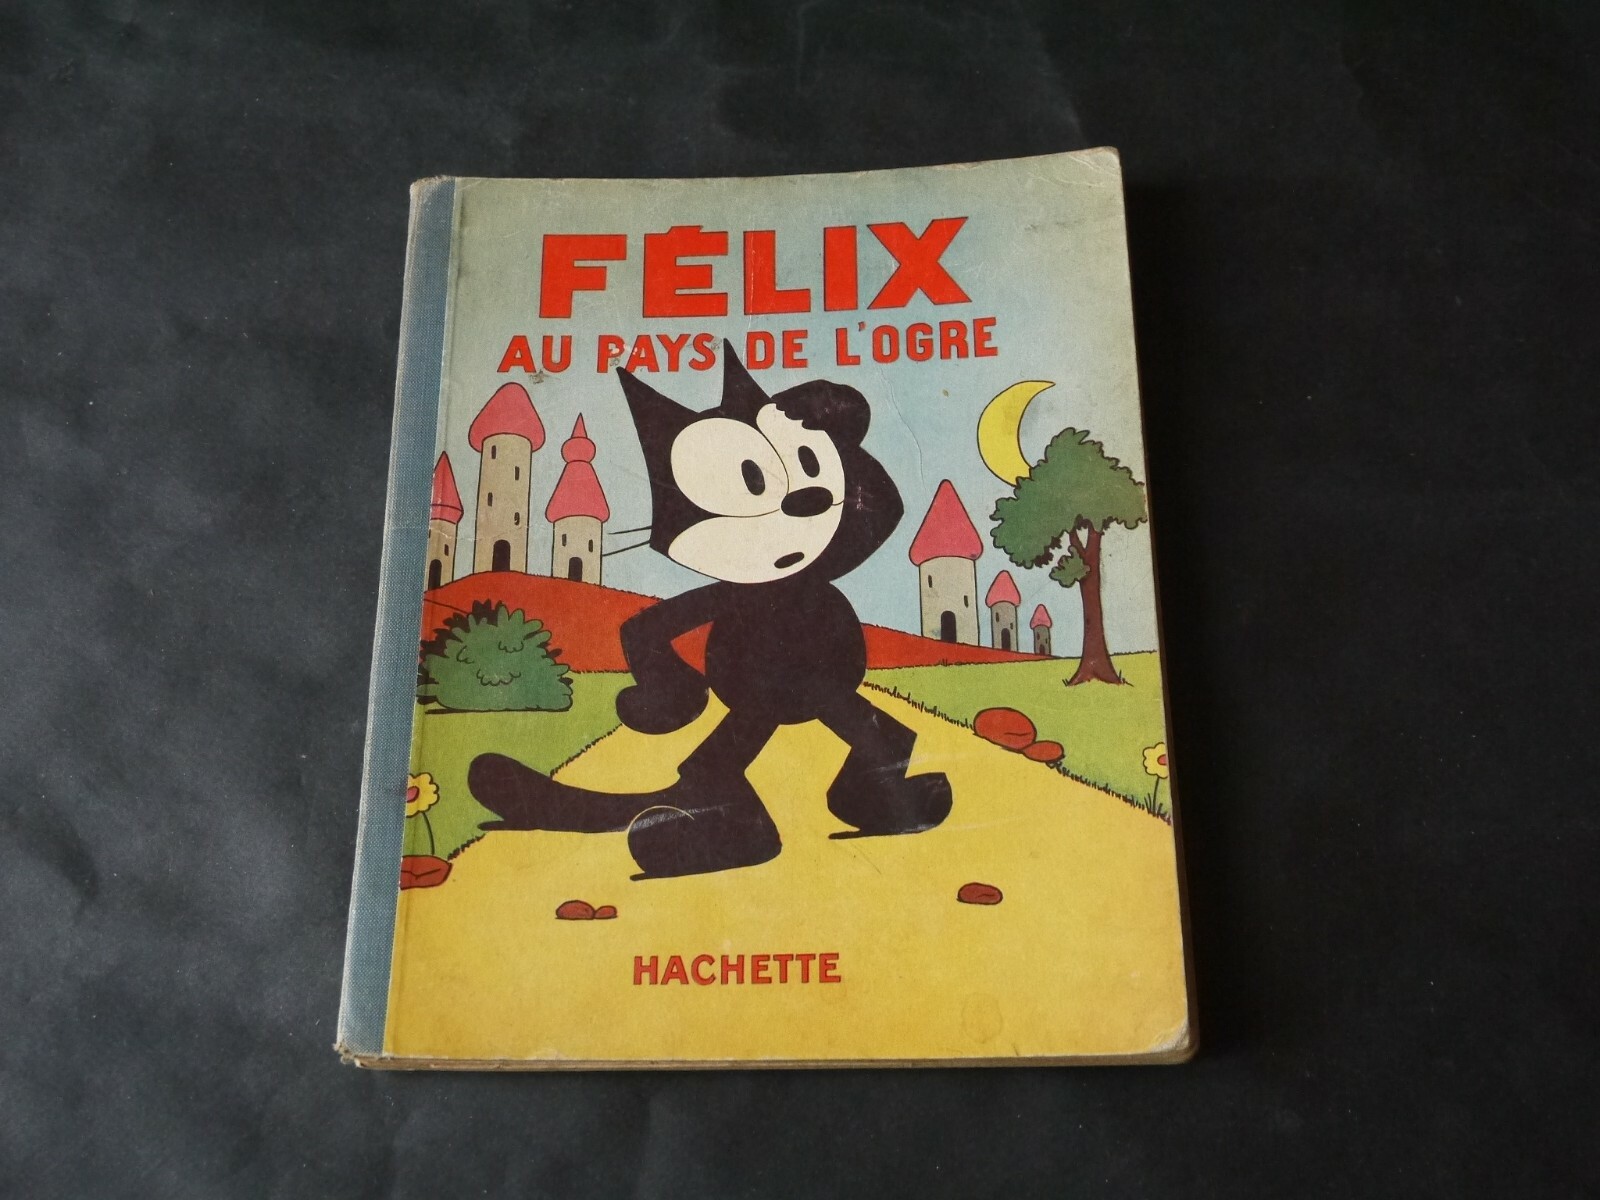 FÉLIX
AU PAYS DE L'OGRE
HACHETTE